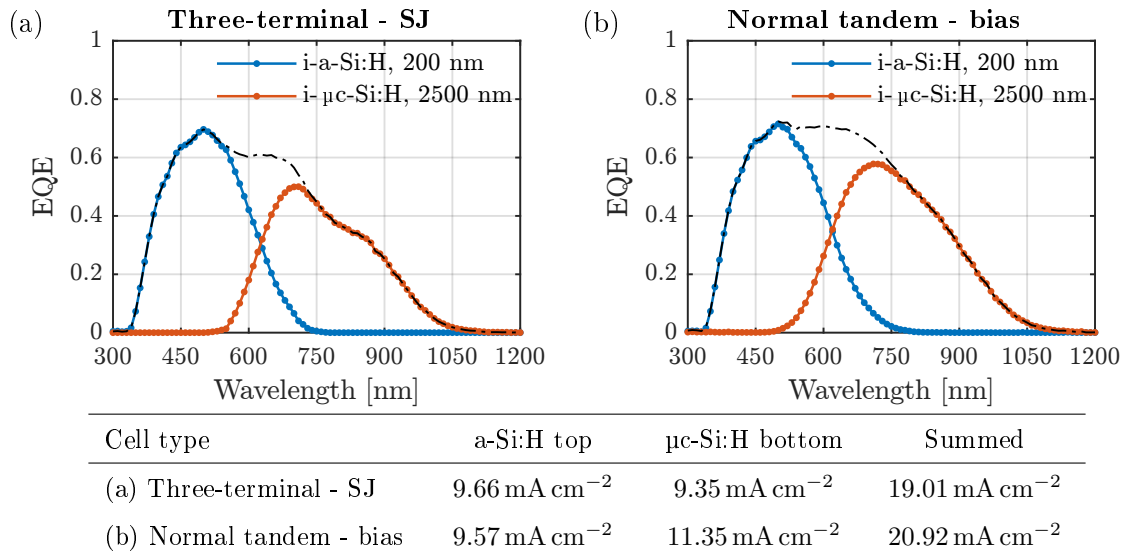 (a) Three-terminal - SJ
1
0.8
0.6
0.4
0.2
0
EQE
i-a-Si:H, 200 nm
i- µc-Si:H, 2500 nm
300 450 600 750 900 1050 1200
Wavelength [nm]
(b) Normal tandem - bias
1
0.8
0.6
0.4
0.2
0
EQE
i-a-Si:H, 200 nm
i- µc-Si:H, 2500 nm
300 450 600 750 900 1050 1200
Wavelength [nm]
Cell type a-Si:H top µc-Si:H bottom Summed
(a) Three-terminal - SJ 9.66 mA cm⁻² 9.35 mA cm⁻² 19.01 mA cm⁻²
(b) Normal tandem - bias 9.57 mA cm⁻² 11.35 mA cm⁻² 20.92 mA cm⁻²